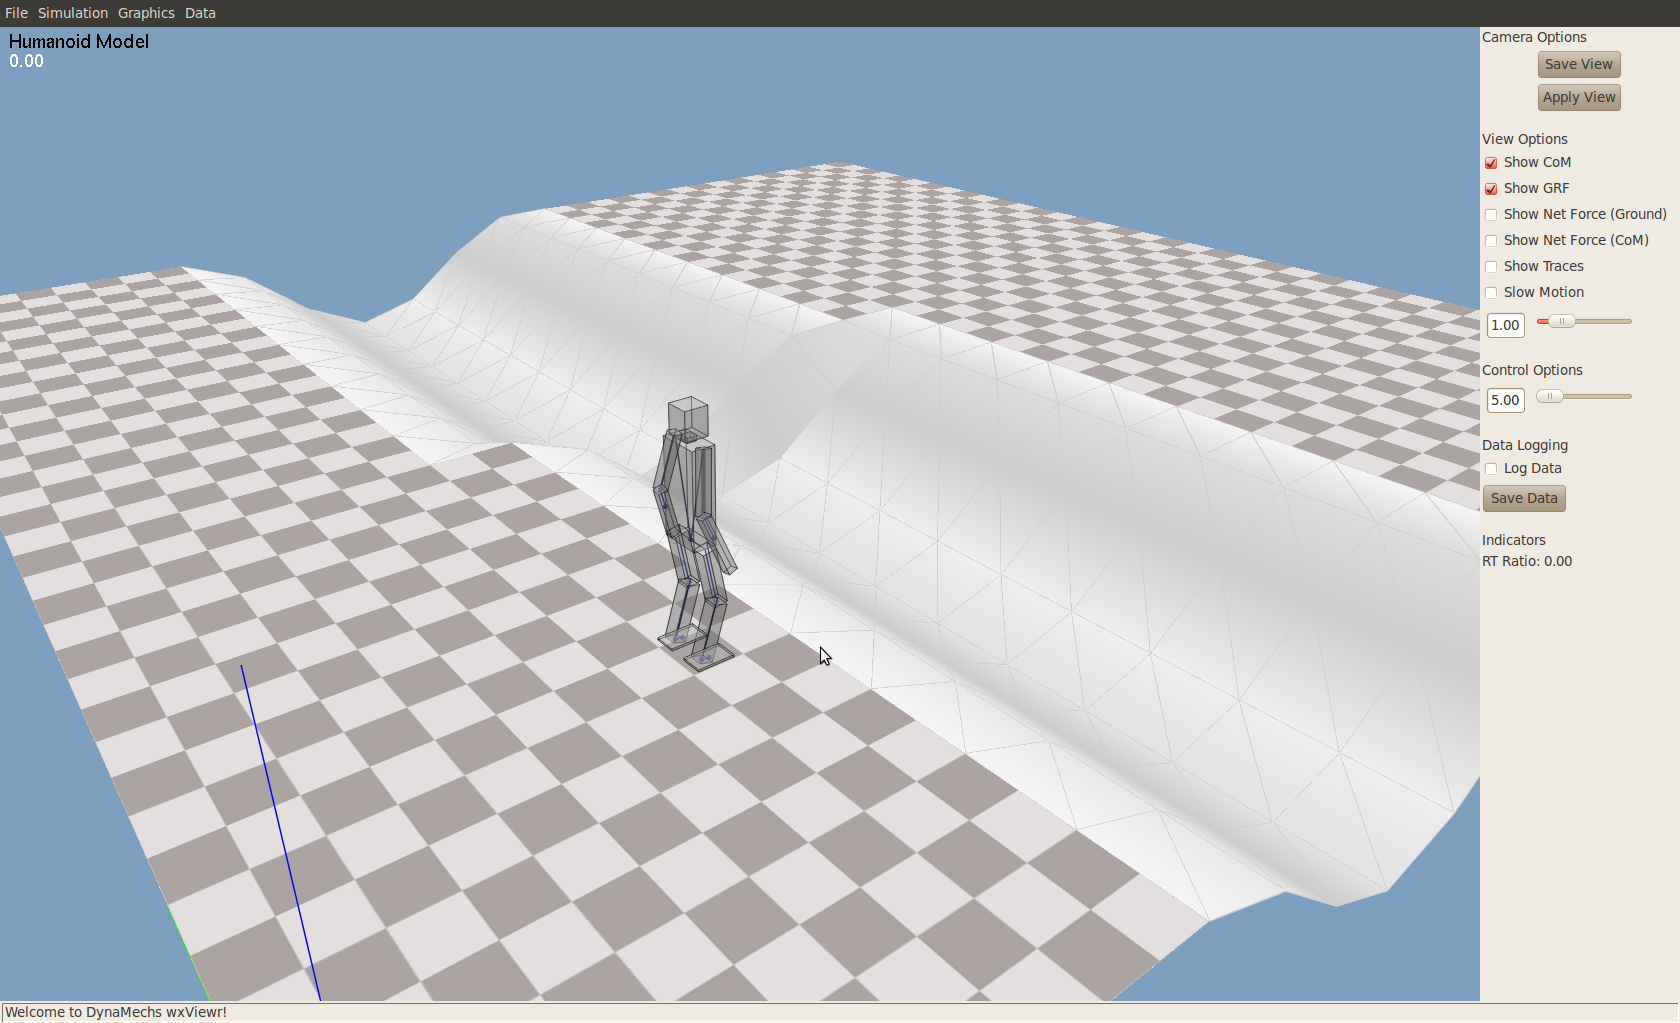 File Simulation Graphics Data
Humanoid Model
0.00
Camera Options
Save View
Apply View
View Options
Show CoM
Show GRF
Show Net Force (Ground)
Show Net Force (CoM)
Show Traces
Slow Motion
1.00
Control Options
5.00
Data Logging
Log Data
Save Data
Indicators
RT Ratio: 0.00
Welcome to DynaMechs wxViewr!